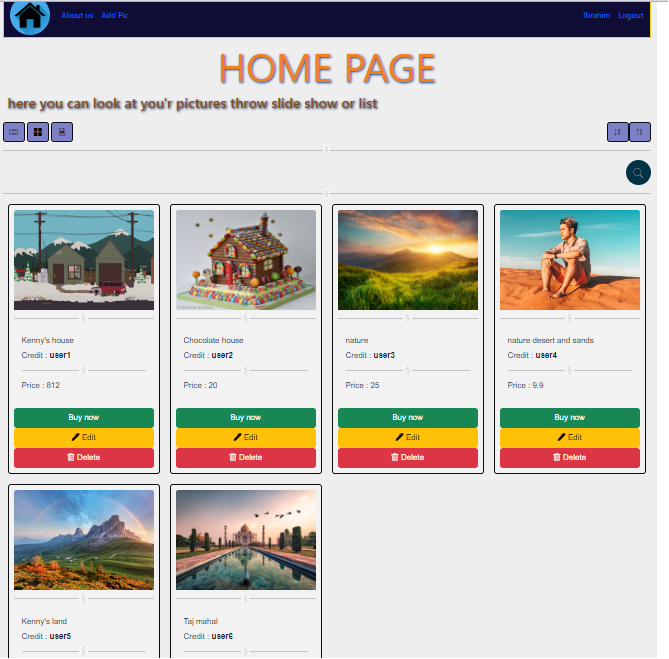 About us Add Pic Ibrahim Logout
HOME PAGE
here you can look at you'r pictures throw slide show or list
Kenny's house
Credit : user1
Price : 812
Buy now
Edit
Delete
Chocolate house
Credit : user2
Price : 20
Buy now
Edit
Delete
nature
Credit : user3
Price : 25
Buy now
Edit
Delete
nature desert and sands
Credit : user4
Price : 9.9
Buy now
Edit
Delete
Kenny's land
Credit : user5
Taj mahal
Credit : user6